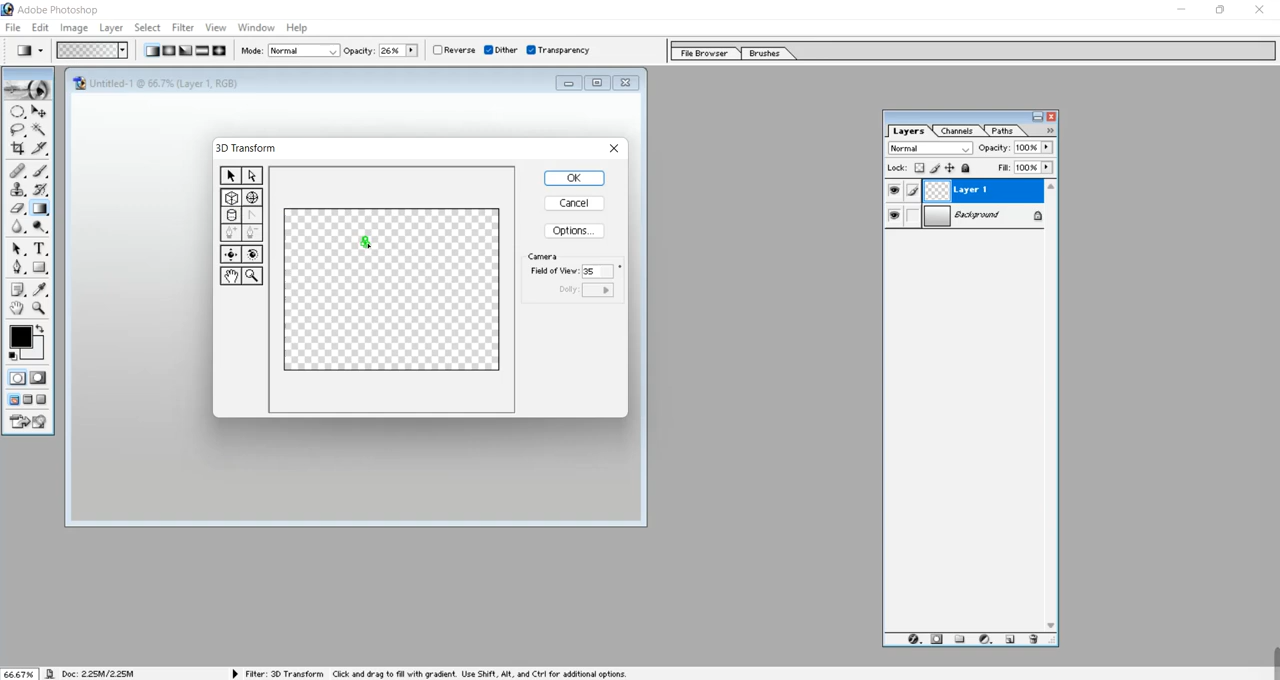 Adobe Photoshop
File Edit Image Layer Select Filter View Window Help
Mode: Normal Opacity: 26% Reverse Dither Transparency File Browser Brushes
Untitled-1 @ 66.7% (Layer 1, RGB)
3D Transform
OK
Cancel
Options...
Camera
Field of View: 35 °
Dolly:
Layers Channels Paths
Normal Opacity: 100%
Lock: Fill: 100%
Layer 1
Background
66.67% Doc: 2.25M/2.25M Filter: 3D Transform Click and drag to fill with gradient. Use Shift, Alt, and Ctrl for additional options.